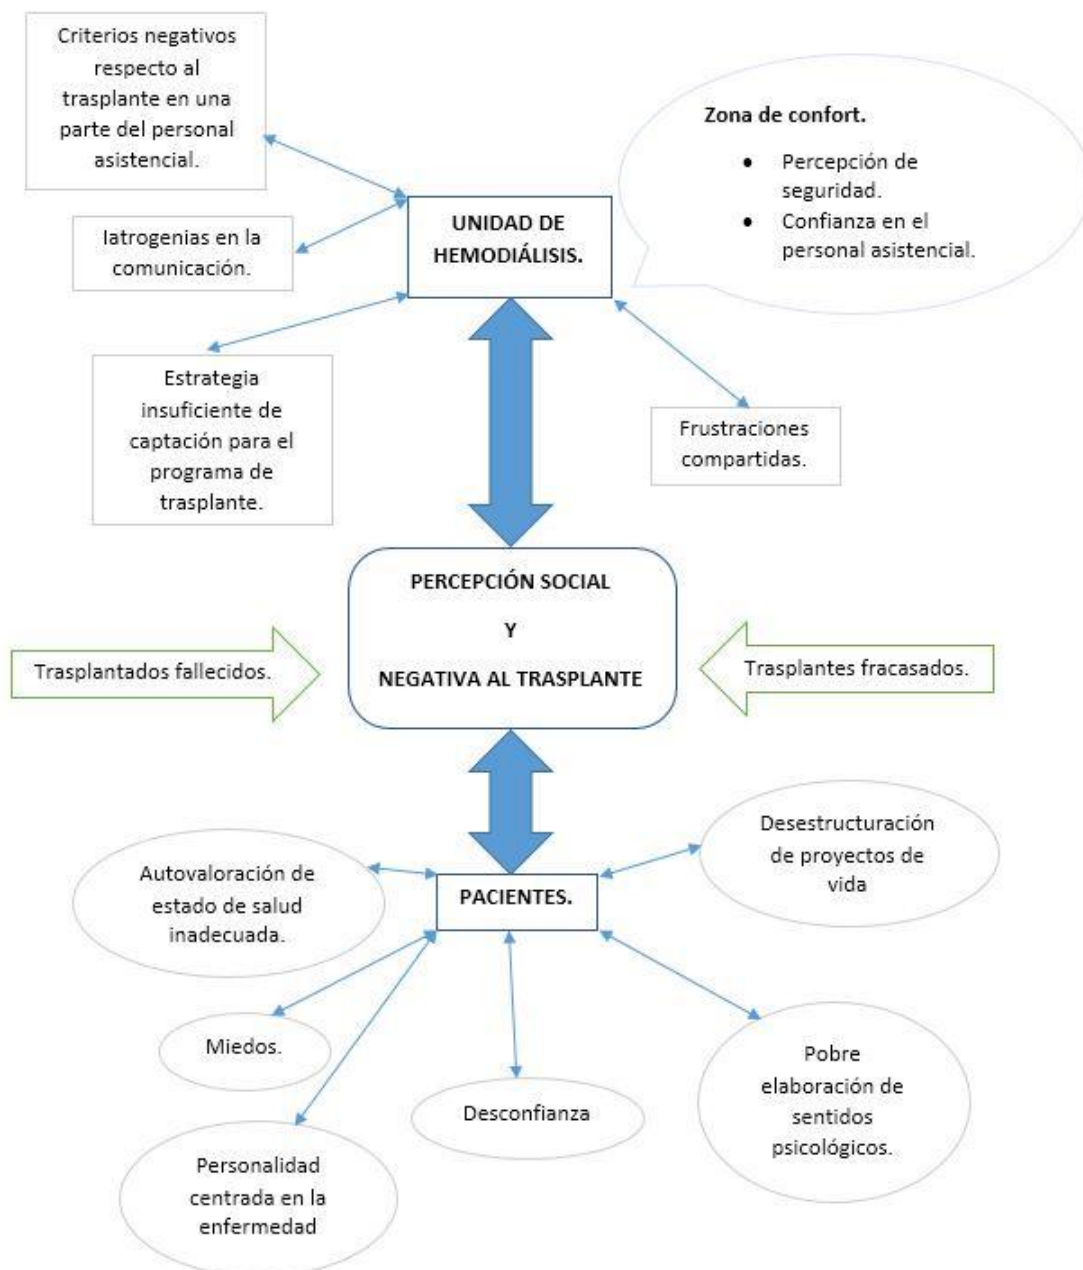 Criterios negativos
respecto al
trasplante en una
parte del personal
asistencial.
Zona de confort.
● Percepción de
seguridad.
● Confianza en el
personal asistencial.
UNIDAD DE
HEMODIÁLISIS.
Iatrogenias en la
comunicación.
Estrategia
insuficiente de
captación para el
programa de
trasplante.
Frustraciones
compartidas.
PERCEPCIÓN SOCIAL
Y
NEGATIVA AL TRASPLANTE
Trasplantados fallecidos.
Trasplantes fracasados.
Desestructuración
de proyectos de
vida
Autovaloración de
estado de salud
inadecuada.
PACIENTES.
Miedos.
Desconfianza
Pobre
elaboración de
sentidos
psicológicos.
Personalidad
centrada en la
enfermedad